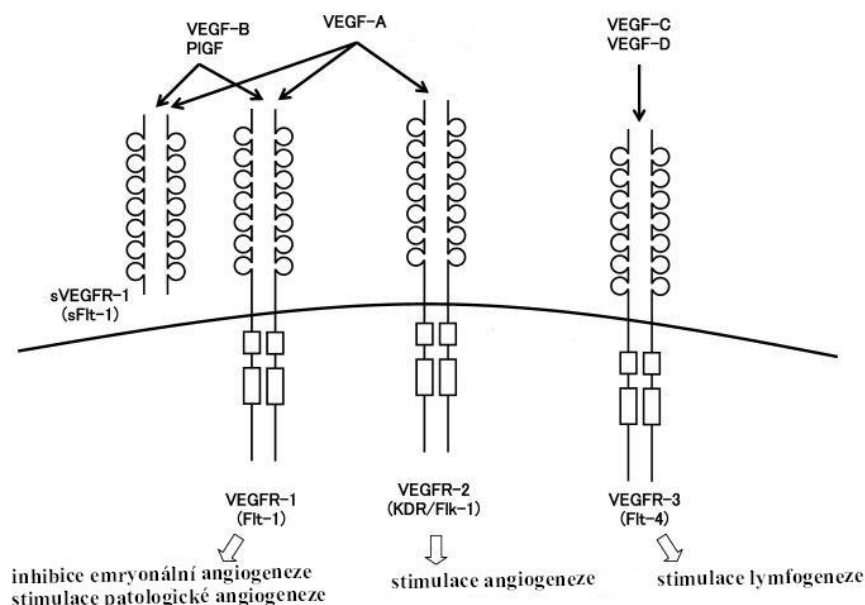 VEGF-B
PlGF
VEGF-A
VEGF-C
VEGF-D
sVEGFR-1
(sFlt-1)
VEGFR-1
(Flt-1)
VEGFR-2
(KDR/Flk-1)
VEGFR-3
(Flt-4)
inhibice emryonální angiogeneze
stimulace patologické angiogeneze
stimulace angiogeneze
stimulace lymfogeneze